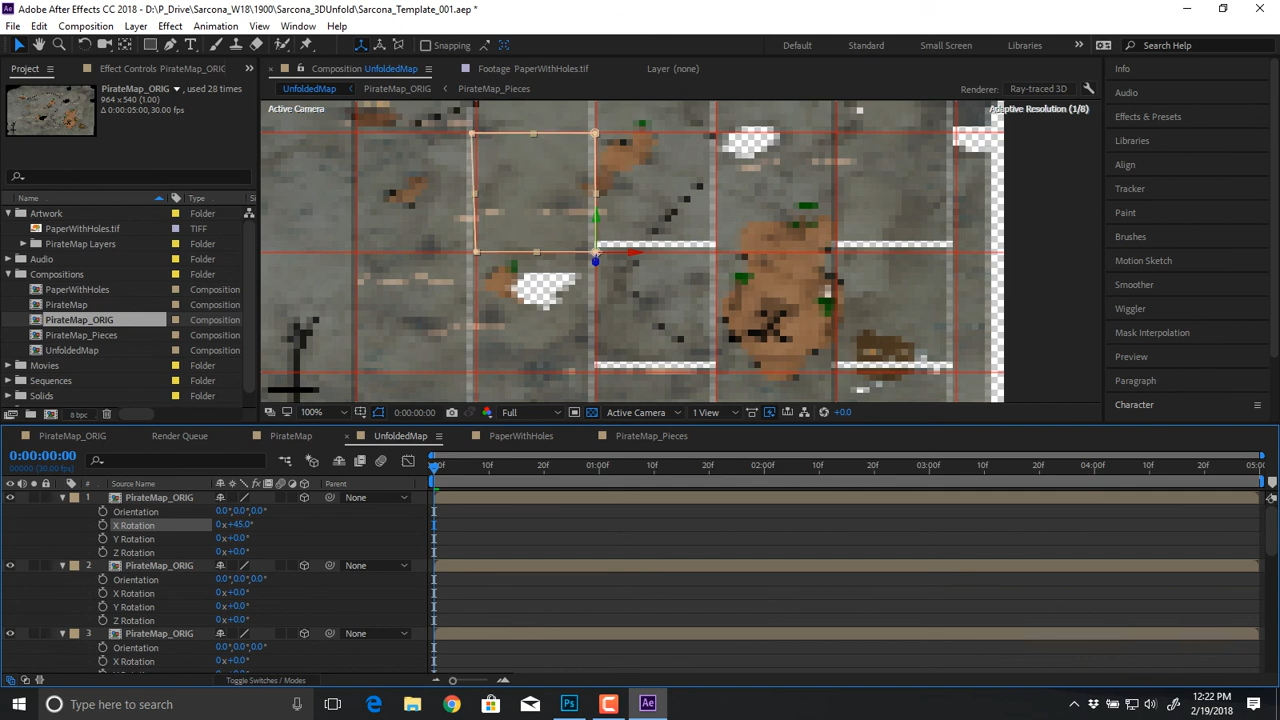 Adobe After Effects CC 2018 - D:\P_Drive\Sarcona_W18\1900\Sarcona_3DUnfold\Sarcona_Template_001.aep *
File Edit Composition Layer Effect Animation View Window Help
Snapping Default Standard Small Screen Libraries Search Help
Project Effect Controls PirateMap_ORIG Composition UnfoldedMap Footage PaperWithHoles.tif Layer (none) Info
PirateMap_ORIG , used 28 times UnfoldedMap PirateMap_ORIG PirateMap_Pieces Renderer: Ray-traced 3D
964 x 540 (1.00)
Δ 0:00:05:00, 30.00 fps
Active Camera Adaptive Resolution (1/8)
Audio
Effects & Presets
Libraries
Align
Tracker
Paint
Brushes
Motion Sketch
Smoother
Wiggler
Mask Interpolation
Preview
Paragraph
Character
Name Type Si
Artwork Folder
PaperWithHoles.tif TIFF
PirateMap Layers Folder
Audio Folder
Compositions Folder
PaperWithHoles Composition
PirateMap Composition
PirateMap_ORIG Composition
PirateMap_Pieces Composition
UnfoldedMap Composition
Movies Folder
Sequences Folder
Solids Folder
8 bpc 100% 0:00:00:00 Full Active Camera 1 View +0.0
PirateMap_ORIG Render Queue PirateMap UnfoldedMap PaperWithHoles PirateMap_Pieces
0:00:00:00
00000 (30.00 fps)
10f 20f 01:00f 10f 20f 02:00f 10f 20f 03:00f 10f 20f 04:00f 10f 20f 05:00
# Source Name Parent
1 PirateMap_ORIG None
Orientation 0.0°,0.0°,0.0°
X Rotation 0x+45.0°
Y Rotation 0x+0.0°
Z Rotation 0x+0.0°
2 PirateMap_ORIG None
Orientation 0.0°,0.0°,0.0°
X Rotation 0x+0.0°
Y Rotation 0x+0.0°
Z Rotation 0x+0.0°
3 PirateMap_ORIG None
Orientation 0.0°,0.0°,0.0°
X Rotation 0x+0.0°
Toggle Switches / Modes
Type here to search
12:22 PM
2/19/2018